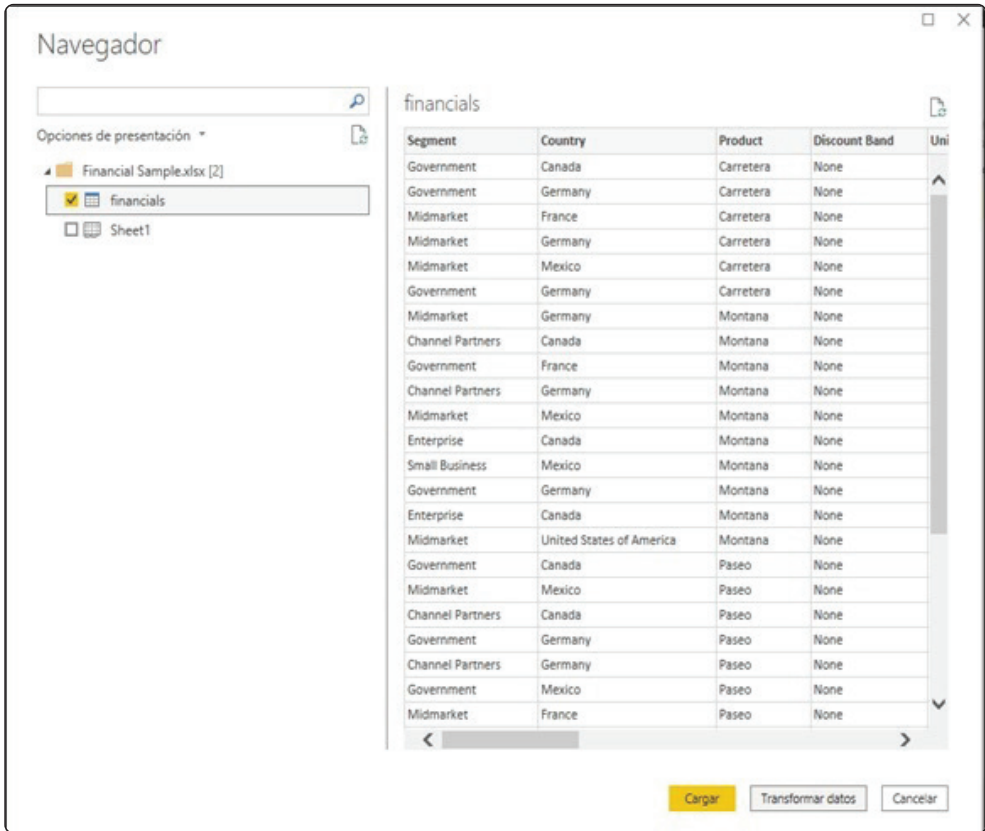 Navegador
Opciones de presentación
Financial Sample.xlsx [2]
financials
Sheet1
financials
Segment Country Product Discount Band Uni
Government Canada Carretera None
Government Germany Carretera None
Midmarket France Carretera None
Midmarket Germany Carretera None
Midmarket Mexico Carretera None
Government Germany Carretera None
Midmarket Germany Montana None
Channel Partners Canada Montana None
Government France Montana None
Channel Partners Germany Montana None
Midmarket Mexico Montana None
Enterprise Canada Montana None
Small Business Mexico Montana None
Government Germany Montana None
Enterprise Canada Montana None
Midmarket United States of America Montana None
Government Canada Paseo None
Midmarket Mexico Paseo None
Channel Partners Canada Paseo None
Government Germany Paseo None
Channel Partners Germany Paseo None
Government Mexico Paseo None
Midmarket France Paseo None
Cargar Transformar datos Cancelar